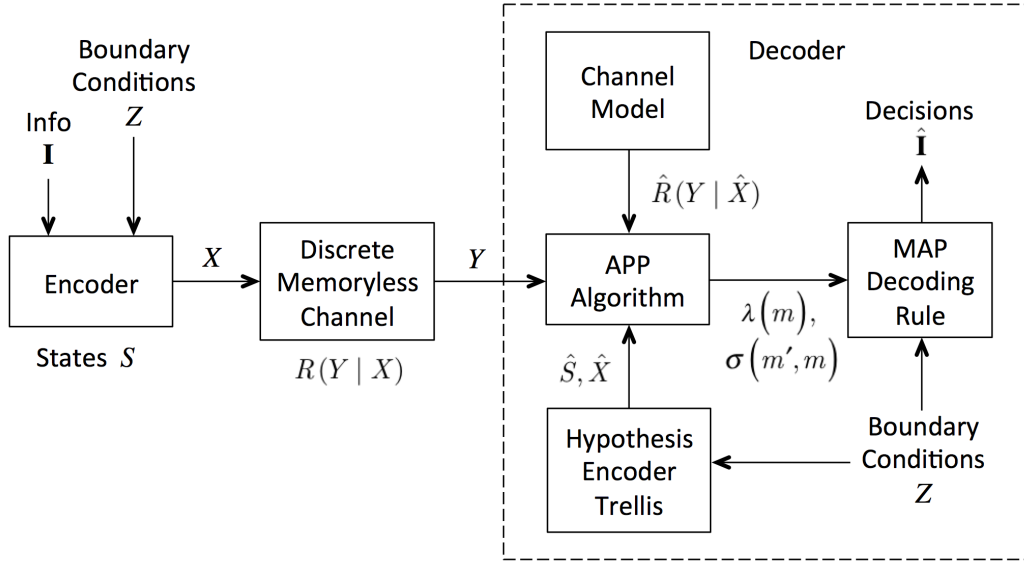 Boundary
Conditions
Z
Info
I
Encoder
States S
X
Discrete
Memoryless
Channel
R(Y | X)
Y
Decoder
Channel
Model
R̂(Y | X̂)
APP
Algorithm
λ(m),
σ(m′,m)
Ŝ, X̂
Hypothesis
Encoder
Trellis
Decisions
Î
MAP
Decoding
Rule
Boundary
Conditions
Z